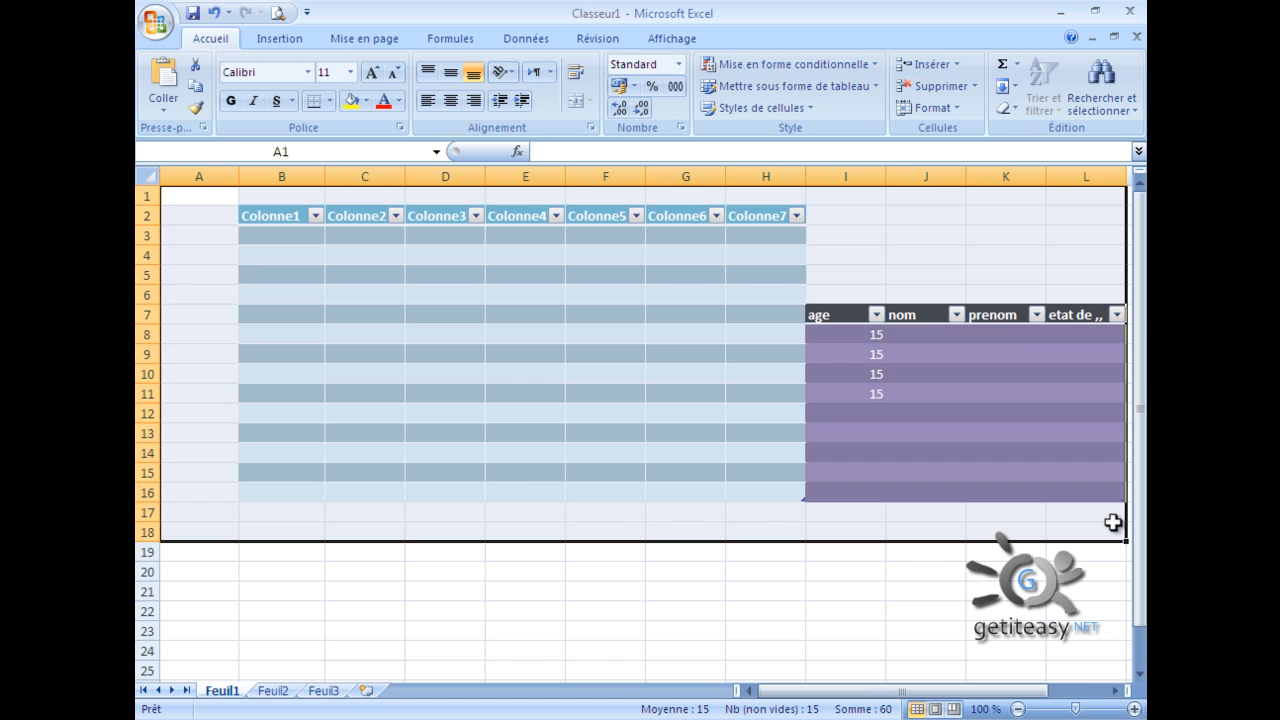 Classeur1 - Microsoft Excel
Accueil Insertion Mise en page Formules Données Révision Affichage
Coller
Calibri 11
G I S
A A A
Standard
% 000
Mise en forme conditionnelle
Mettre sous forme de tableau
Styles de cellules
Insérer
Supprimer
Format
Σ
Trier et filtrer
Rechercher et sélectionner
Presse-p... Police Alignement Nombre Style Cellules Édition
A1 fx
A B C D E F G H I J K L
1
2 Colonne1 Colonne2 Colonne3 Colonne4 Colonne5 Colonne6 Colonne7
3
4
5
6
7 age nom prenom etat de ,,
8 15
9 15
10 15
11 15
12
13
14
15
16
17
18
19
20
21
22
23
24
25
G
getiteasy.NET
Feuil1 Feuil2 Feuil3
Prêt Moyenne : 15 Nb (non vides) : 15 Somme : 60 100 %